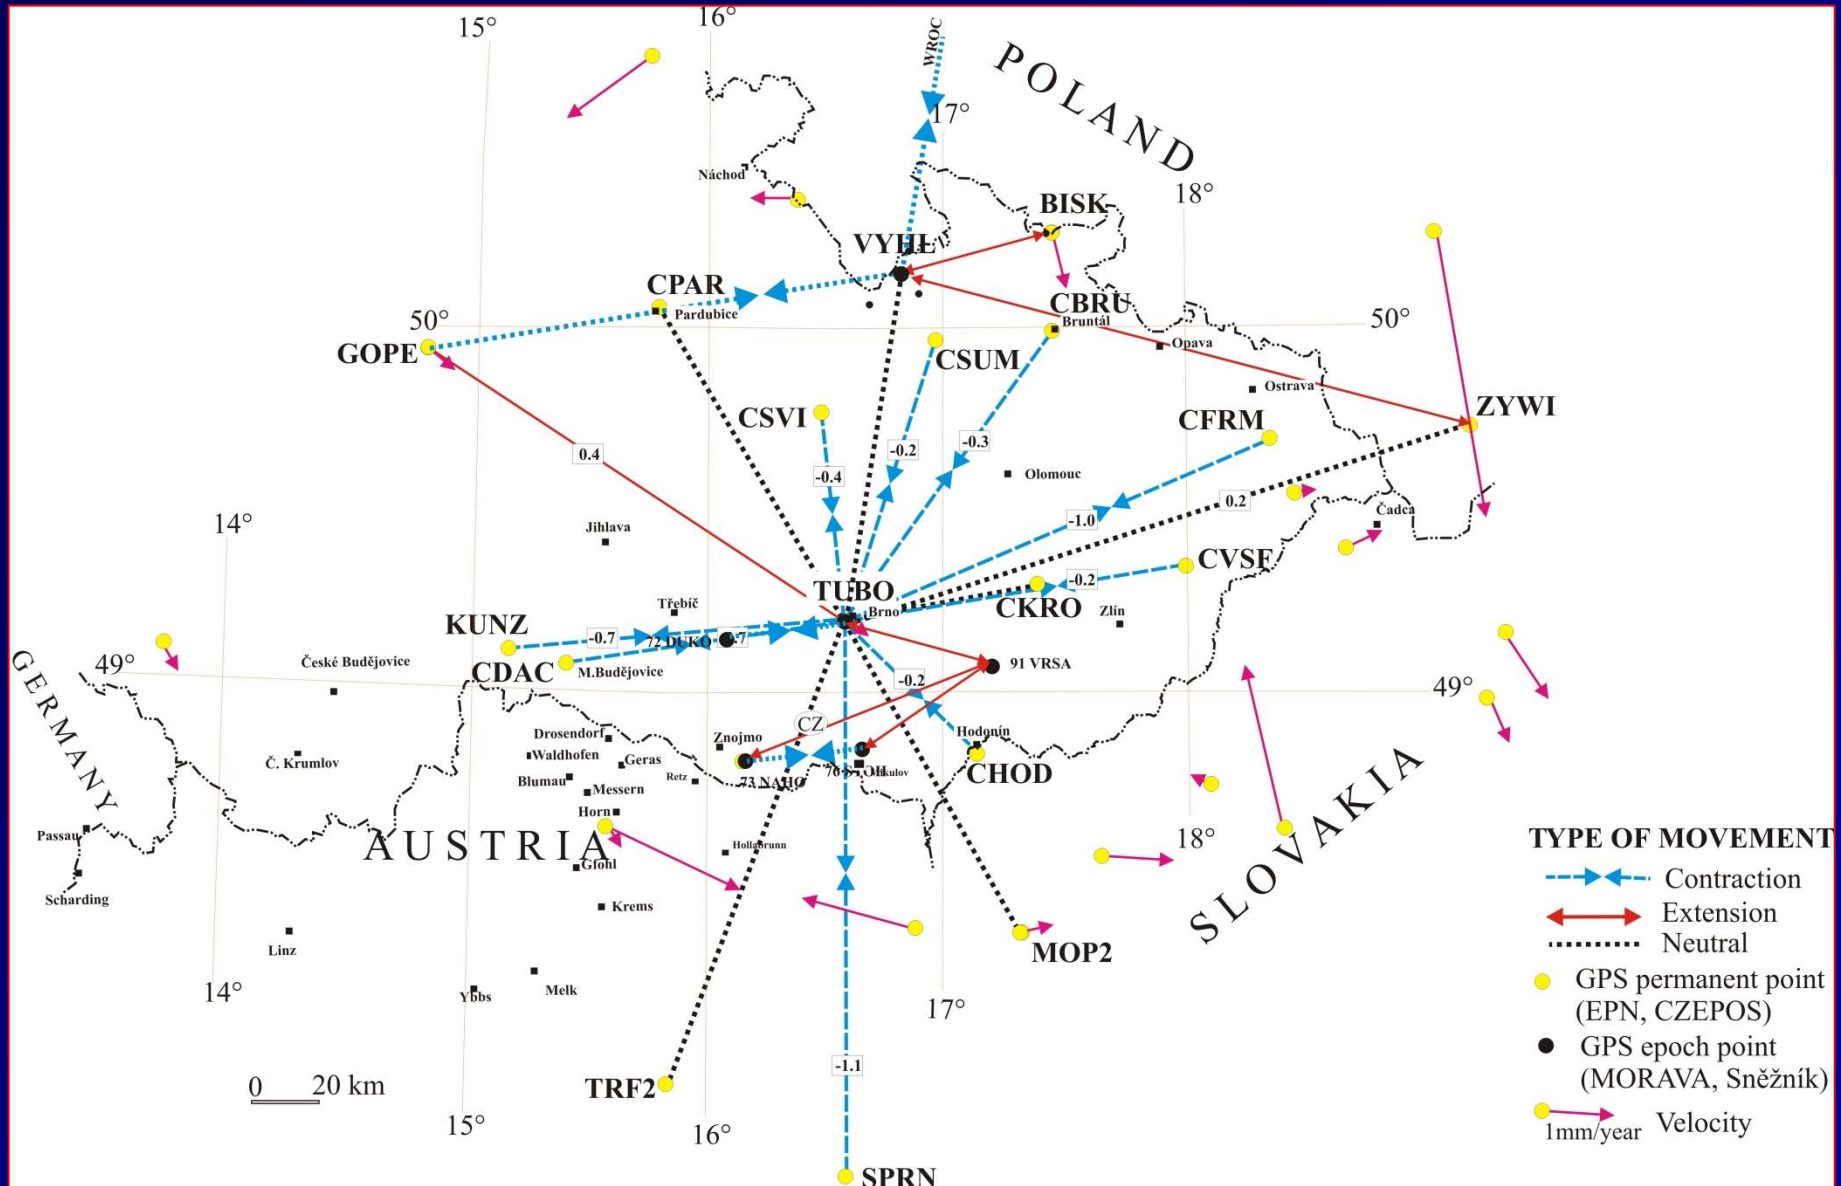 15°
16°
WROC
POLAND
17°
Náchod
18°
BISK
VYHL
CPAR
CBRU
Pardubice
50°
Bruntál
50°
GOPE
CSUM
Opava
Ostrava
CSVI
CFRM
ZYWI
-0.2
-0.3
0.4
-0.4
Olomouc
0.2
14°
Jihlava
-1.0
Čadca
CVSF
-0.2
TUBO
Třebíč
Brno
CKRO
Zlín
KUNZ
-0.7
72 DUKO
GERMANY
49°
České Budějovice
CDAC
M.Budějovice
91 VRSA
-0.2
49°
CZ
Drosendorf
Znojmo
Hodonín
Waldhofen
Č. Krumlov
Geras
Blumau
Retz
CHOD
Messern
Horn
Passau
AUSTRIA
18°
Hollabrunn
Gfohl
SLOVAKIA
Scharding
Krems
Linz
MOP2
14°
Ybbs
Melk
17°
-1.1
0 20 km
TRF2
15°
16°
SPRN
TYPE OF MOVEMENT
Contraction
Extension
Neutral
GPS permanent point
(EPN, CZEPOS)
GPS epoch point
(MORAVA, Sněžník)
1mm/year Velocity